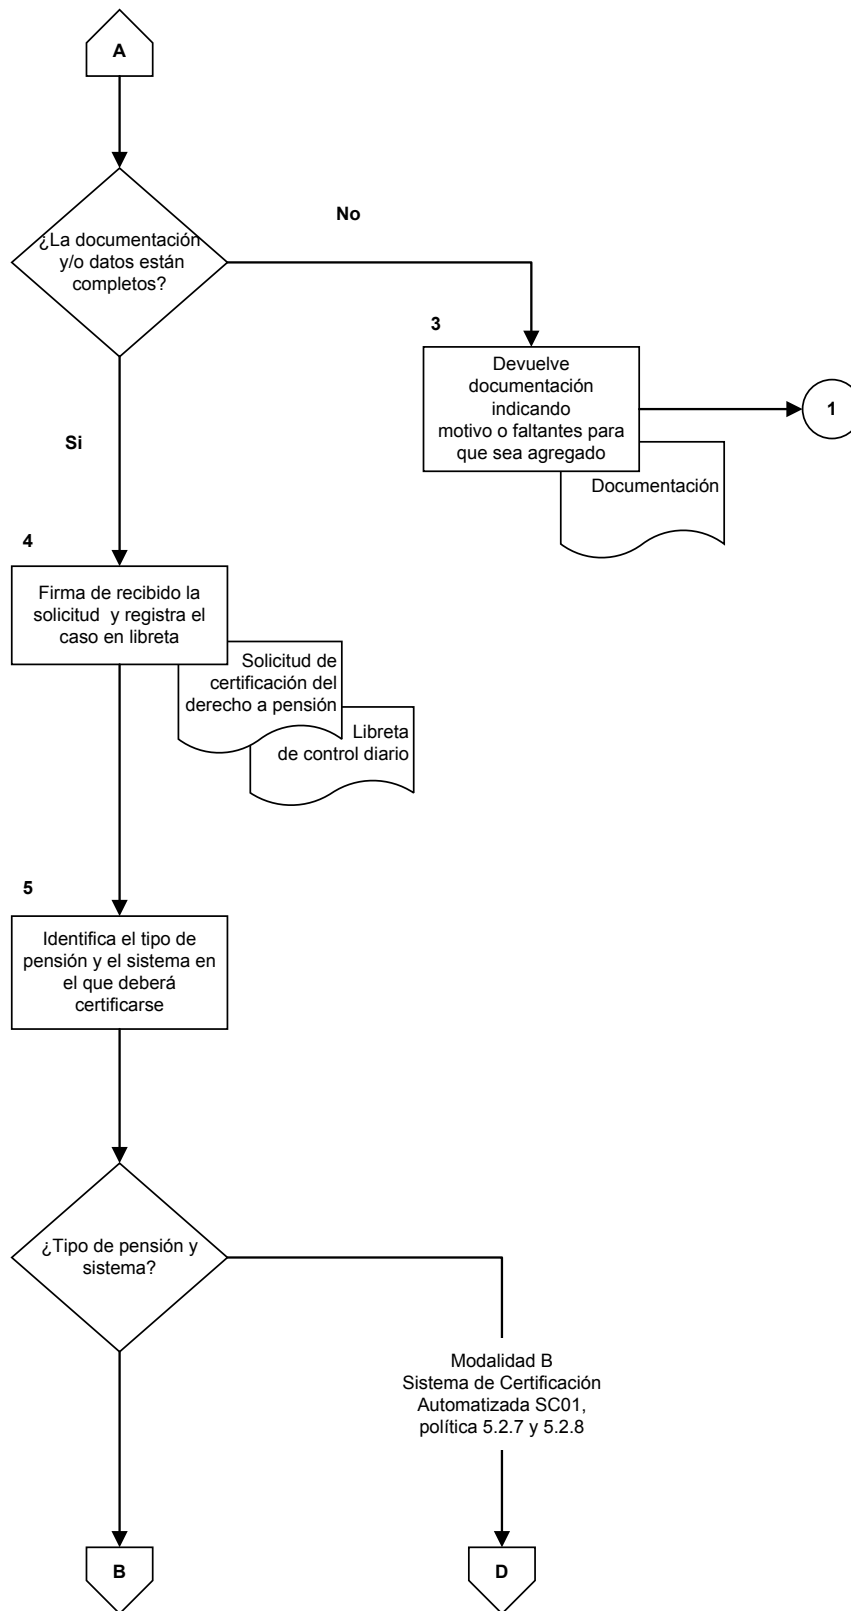 A
¿La documentación
y/o datos están
completos?
No
3
Devuelve
documentación
indicando
motivo o faltantes para
que sea agregado
1
Documentación
Si
4
Firma de recibido la
solicitud y registra el
caso en libreta
Solicitud de
certificación del
derecho a pensión
Libreta
de control diario
5
Identifica el tipo de
pensión y el sistema en
el que deberá
certificarse
¿Tipo de pensión y
sistema?
Modalidad B
Sistema de Certificación
Automatizada SC01,
política 5.2.7 y 5.2.8
B
D